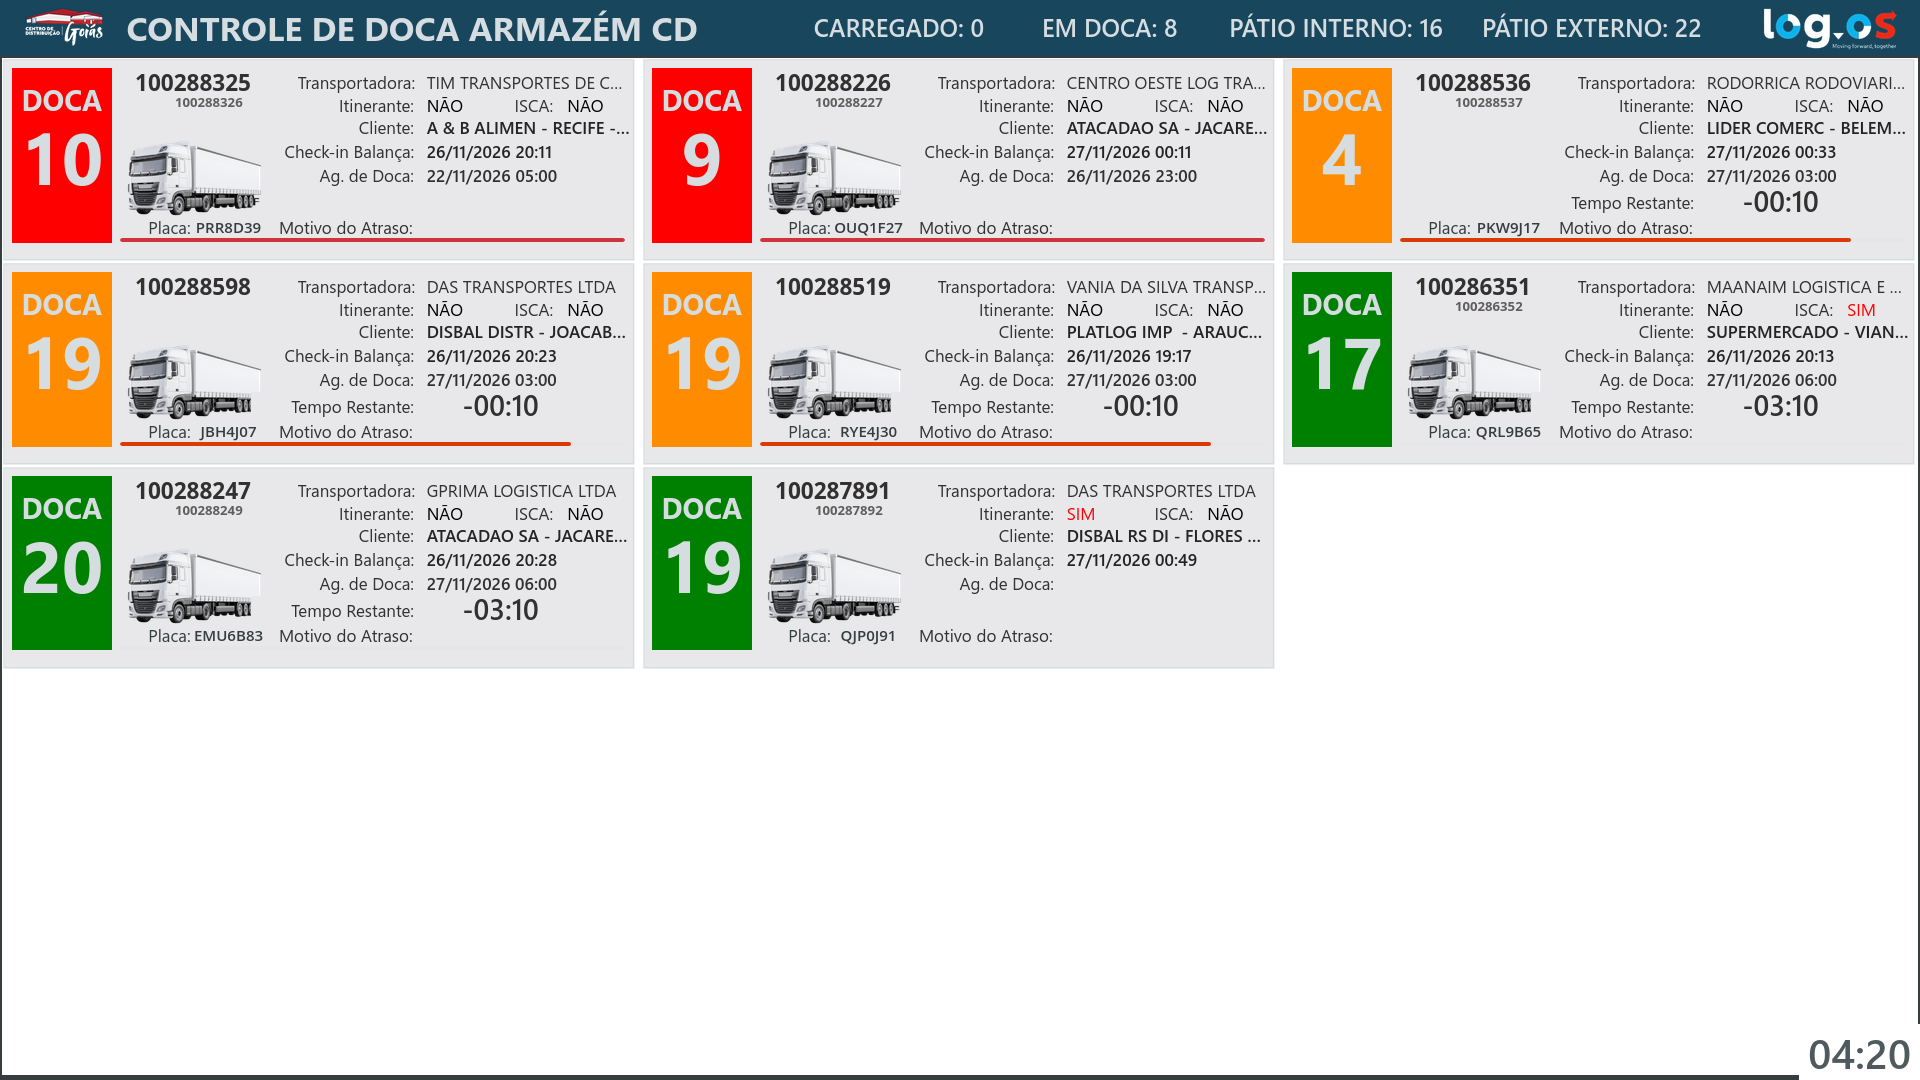 CENTRO DE DISTRIBUIÇÃO Goiás
CONTROLE DE DOCA ARMAZÉM CD
CARREGADO: 0
EM DOCA: 8
PÁTIO INTERNO: 16
PÁTIO EXTERNO: 22
log.os
Moving forward, together
DOCA
10
100288325
100288326
Transportadora: TIM TRANSPORTES DE C...
Itinerante: NÃO ISCA: NÃO
Cliente: A & B ALIMEN - RECIFE -...
Check-in Balança: 26/11/2026 20:11
Ag. de Doca: 22/11/2026 05:00
Placa: PRR8D39 Motivo do Atraso:
DOCA
9
100288226
100288227
Transportadora: CENTRO OESTE LOG TRA...
Itinerante: NÃO ISCA: NÃO
Cliente: ATACADAO SA - JACARE...
Check-in Balança: 27/11/2026 00:11
Ag. de Doca: 26/11/2026 23:00
Placa: OUQ1F27 Motivo do Atraso:
DOCA
4
100288536
100288537
Transportadora: RODORRICA RODOVIARI...
Itinerante: NÃO ISCA: NÃO
Cliente: LIDER COMERC - BELEM...
Check-in Balança: 27/11/2026 00:33
Ag. de Doca: 27/11/2026 03:00
Tempo Restante: -00:10
Placa: PKW9J17 Motivo do Atraso:
DOCA
19
100288598
Transportadora: DAS TRANSPORTES LTDA
Itinerante: NÃO ISCA: NÃO
Cliente: DISBAL DISTR - JOACAB...
Check-in Balança: 26/11/2026 20:23
Ag. de Doca: 27/11/2026 03:00
Tempo Restante: -00:10
Placa: JBH4J07 Motivo do Atraso:
DOCA
19
100288519
Transportadora: VANIA DA SILVA TRANSP...
Itinerante: NÃO ISCA: NÃO
Cliente: PLATLOG IMP - ARAUC...
Check-in Balança: 26/11/2026 19:17
Ag. de Doca: 27/11/2026 03:00
Tempo Restante: -00:10
Placa: RYE4J30 Motivo do Atraso:
DOCA
17
100286351
100286352
Transportadora: MAANAIM LOGISTICA E ...
Itinerante: NÃO ISCA: SIM
Cliente: SUPERMERCADO - VIAN...
Check-in Balança: 26/11/2026 20:13
Ag. de Doca: 27/11/2026 06:00
Tempo Restante: -03:10
Placa: QRL9B65 Motivo do Atraso:
DOCA
20
100288247
100288249
Transportadora: GPRIMA LOGISTICA LTDA
Itinerante: NÃO ISCA: NÃO
Cliente: ATACADAO SA - JACARE...
Check-in Balança: 26/11/2026 20:28
Ag. de Doca: 27/11/2026 06:00
Tempo Restante: -03:10
Placa: EMU6B83 Motivo do Atraso:
DOCA
19
100287891
100287892
Transportadora: DAS TRANSPORTES LTDA
Itinerante: SIM ISCA: NÃO
Cliente: DISBAL RS DI - FLORES ...
Check-in Balança: 27/11/2026 00:49
Ag. de Doca:
Placa: QJP0J91 Motivo do Atraso:
04:20